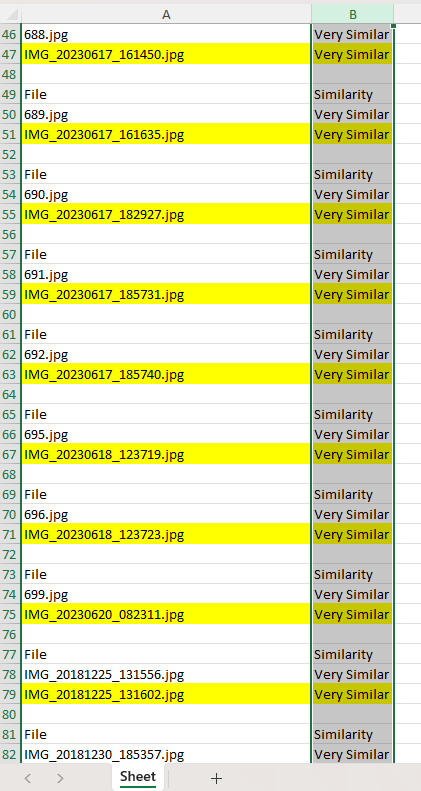 A B
46 688.jpg Very Similar
47 IMG_20230617_161450.jpg Very Similar
48
49 File Similarity
50 689.jpg Very Similar
51 IMG_20230617_161635.jpg Very Similar
52
53 File Similarity
54 690.jpg Very Similar
55 IMG_20230617_182927.jpg Very Similar
56
57 File Similarity
58 691.jpg Very Similar
59 IMG_20230617_185731.jpg Very Similar
60
61 File Similarity
62 692.jpg Very Similar
63 IMG_20230617_185740.jpg Very Similar
64
65 File Similarity
66 695.jpg Very Similar
67 IMG_20230618_123719.jpg Very Similar
68
69 File Similarity
70 696.jpg Very Similar
71 IMG_20230618_123723.jpg Very Similar
72
73 File Similarity
74 699.jpg Very Similar
75 IMG_20230620_082311.jpg Very Similar
76
77 File Similarity
78 IMG_20181225_131556.jpg Very Similar
79 IMG_20181225_131602.jpg Very Similar
80
81 File Similarity
82 IMG_20181230_185357.jpg Very Similar
Sheet